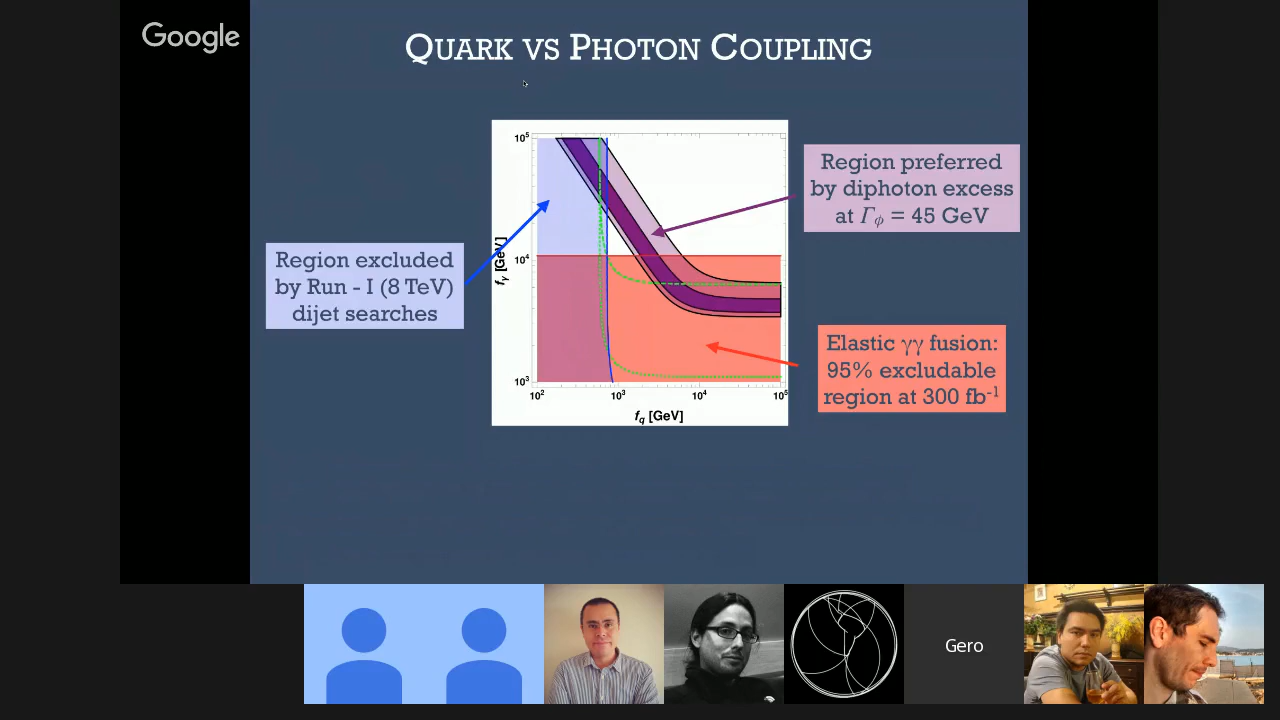 Google
QUARK VS PHOTON COUPLING
Region preferred
by diphoton excess
at Γϕ = 45 GeV
Region excluded
by Run - I (8 TeV)
dijet searches
Elastic γγ fusion:
95% excludable
region at 300 fb⁻¹
10⁵
10⁴
10³
fγ [GeV]
10² 10³ 10⁴ 10⁵
fq [GeV]
Gero